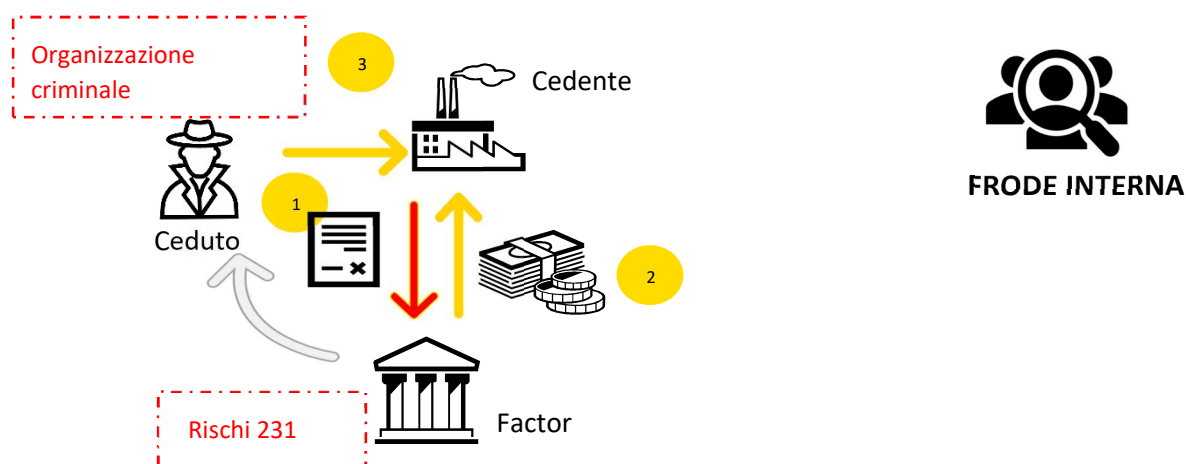 Organizzazione
criminale
3
Cedente
FRODE INTERNA
1
Ceduto
2
Rischi 231
Factor